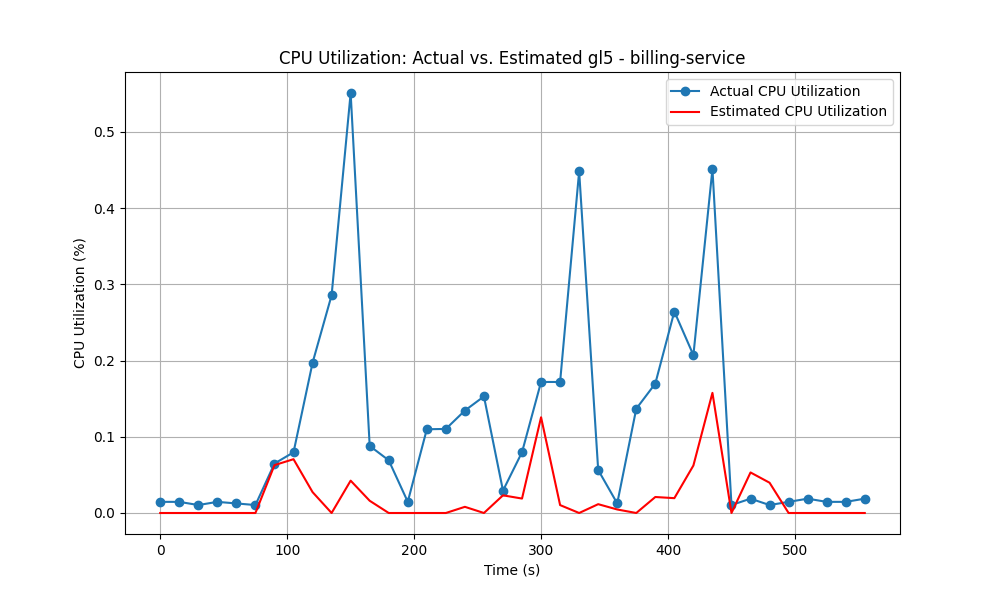 CPU Utilization: Actual vs. Estimated gl5 - billing-service
Actual CPU Utilization
Estimated CPU Utilization
CPU Utilization (%)
0.5
0.4
0.3
0.2
0.1
0.0
0
100
200
300
400
500
Time (s)